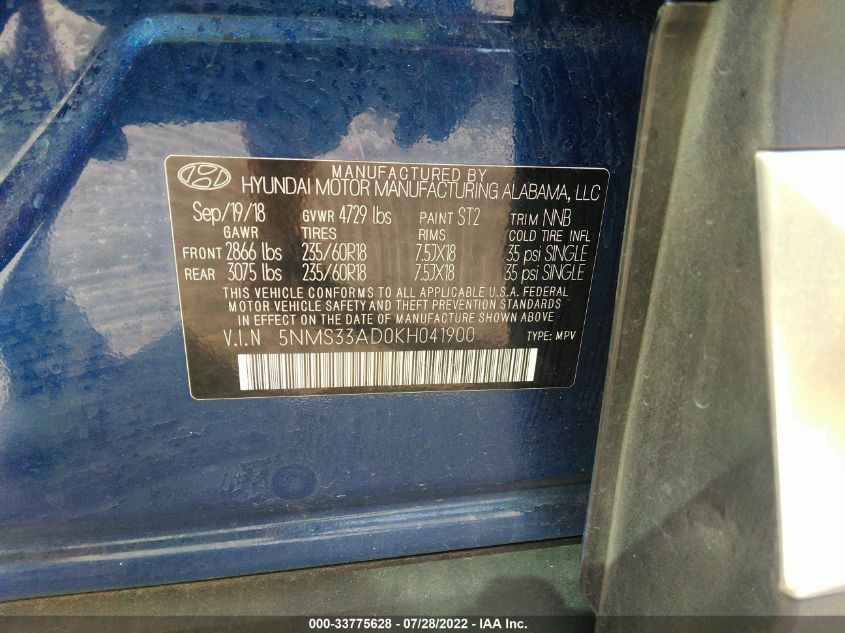 MANUFACTURED BY
HYUNDAI MOTOR MANUFACTURING ALABAMA, LLC
Sep/19/18 GVWR 4729 lbs PAINT ST2 TRIM NNB
GAWR TIRES RIMS COLD TIRE INFL
FRONT 2866 lbs 235/60R18 7.5JX18 35 psi SINGLE
REAR 3075 lbs 235/60R18 7.5JX18 35 psi SINGLE
THIS VEHICLE CONFORMS TO ALL APPLICABLE U.S.A. FEDERAL
MOTOR VEHICLE SAFETY AND THEFT PREVENTION STANDARDS
IN EFFECT ON THE DATE OF MANUFACTURE SHOWN ABOVE
V.I.N 5NMS33AD0KH041900 TYPE: MPV
000-33775628 - 07/28/2022 - IAA Inc.